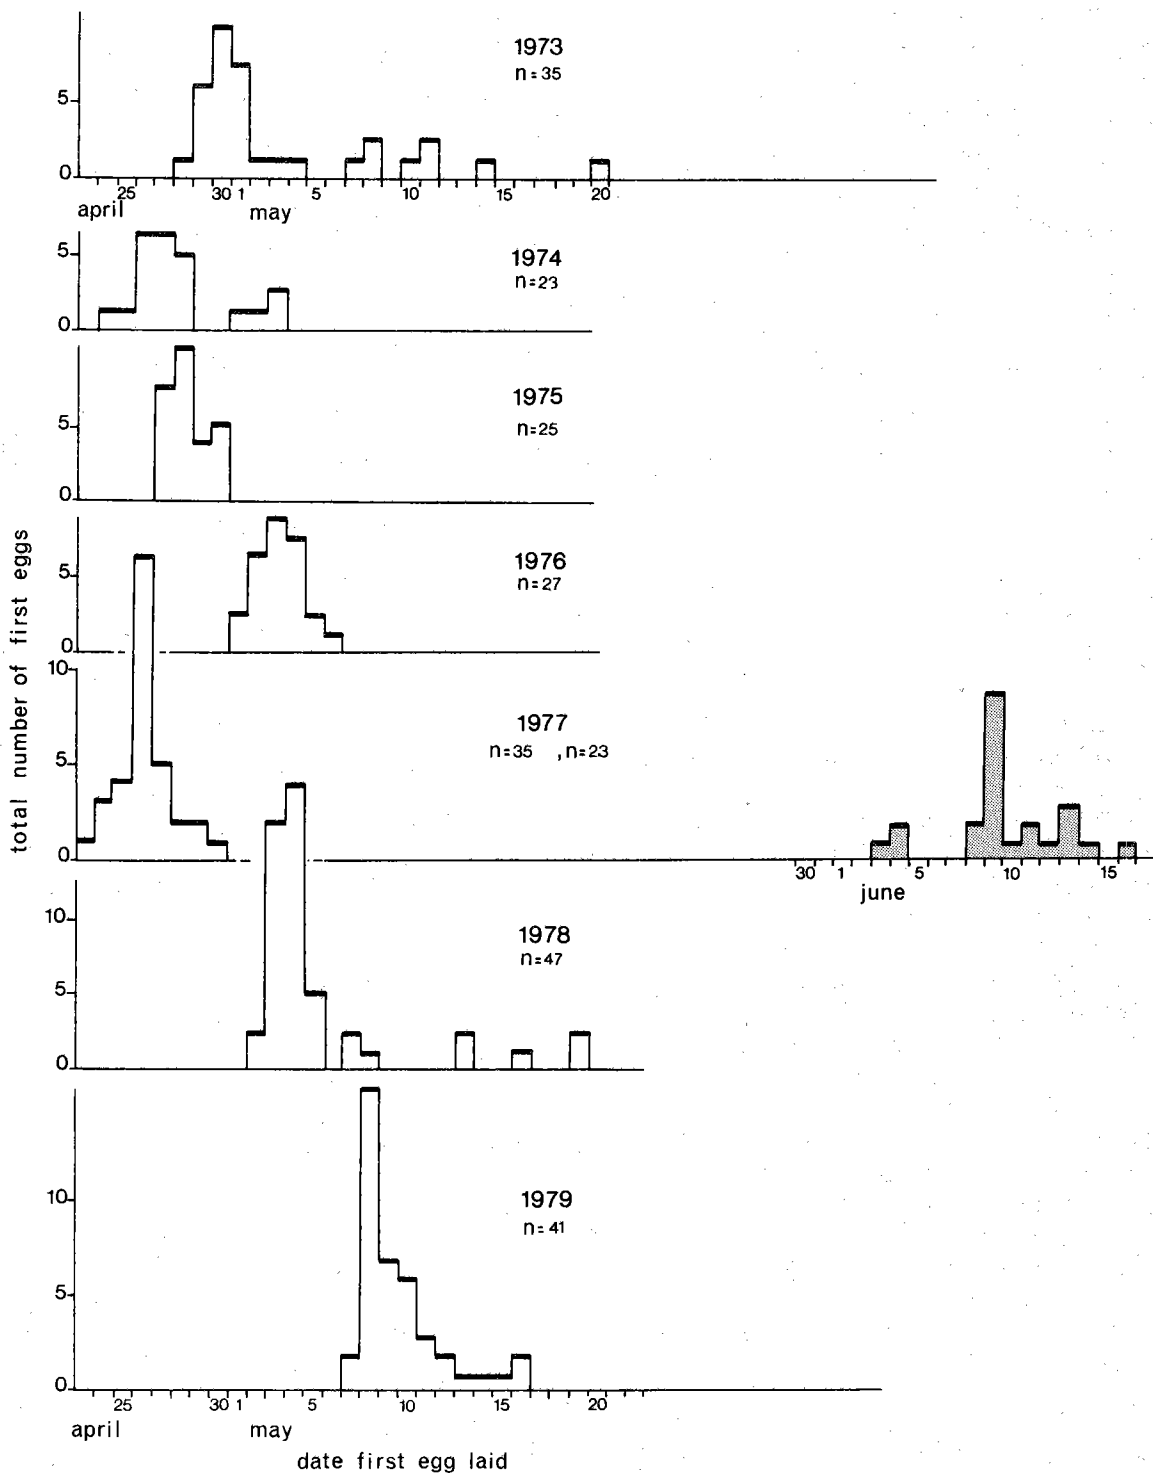 1973
n=35
5
0
25
30 1
5
10
15
20
april
may
1974
n=23
5
0
1975
n=25
5
0
1976
n=27
5
0
total number of first eggs
10
5
0
1977
n=35 , n=23
30 1
5
10
15
june
1978
n=47
10
5
0
1979
n=41
10
5
0
25
30 1
5
10
15
20
april
may
date first egg laid